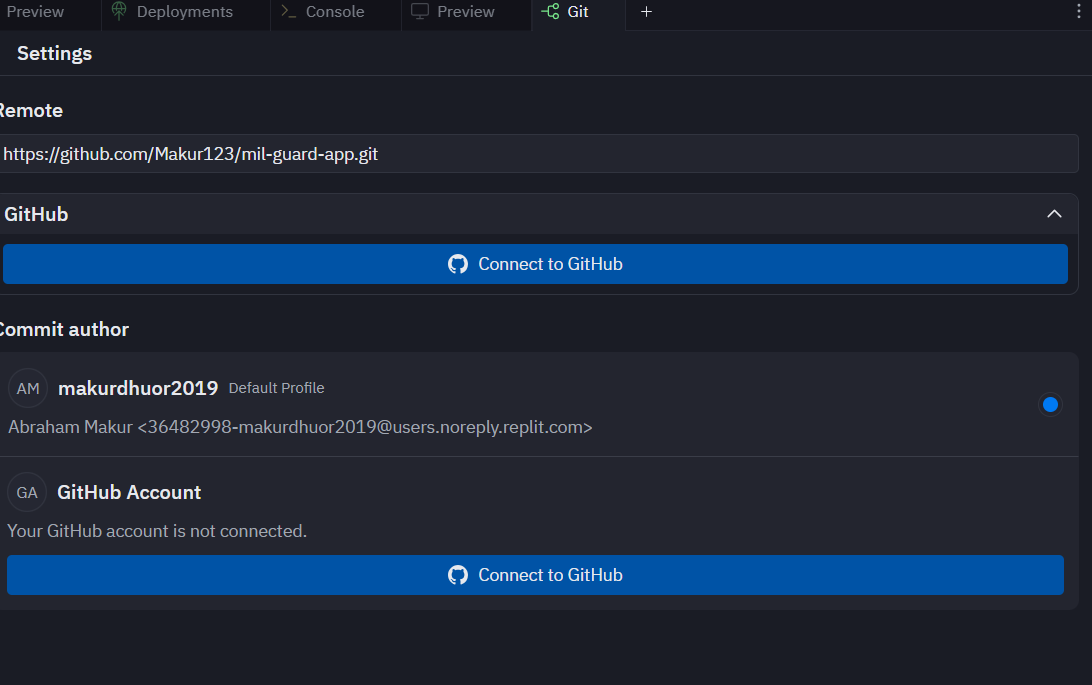 Preview
Deployments
Console
Preview
Git
Settings
Remote
https://github.com/Makur123/mil-guard-app.git
GitHub
Connect to GitHub
Commit author
AM
makurdhuor2019 Default Profile
Abraham Makur <36482998-makurdhuor2019@users.noreply.replit.com>
GA
GitHub Account
Your GitHub account is not connected.
Connect to GitHub